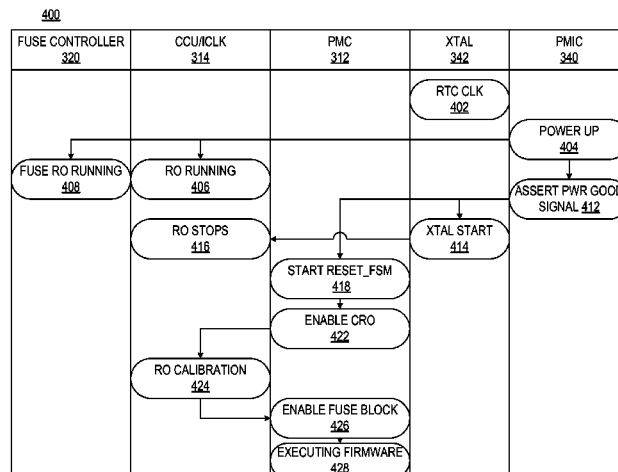 400
FUSE CONTROLLER
320
CCU/ICLK
314
PMC
312
XTAL
342
PMIC
340
RTC CLK
402
POWER UP
404
FUSE RO RUNNING
408
RO RUNNING
406
ASSERT PWR GOOD
SIGNAL 412
RO STOPS
416
XTAL START
414
START RESET_FSM
418
ENABLE CRO
422
RO CALIBRATION
424
ENABLE FUSE BLOCK
426
EXECUTING FIRMWARE
428